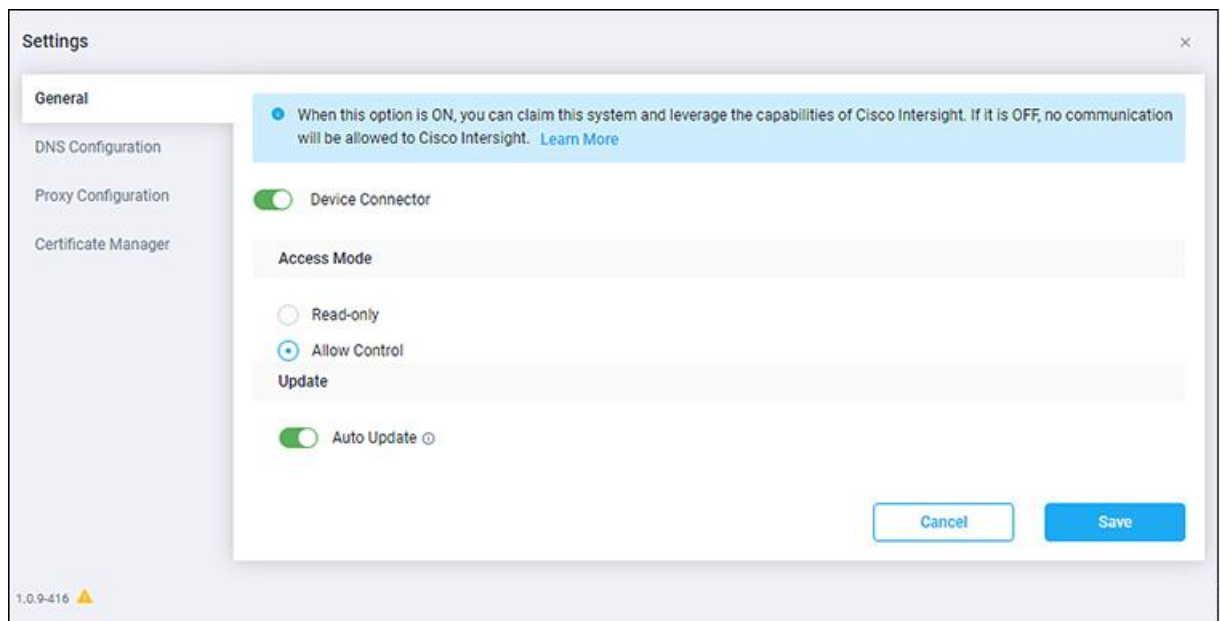 Settings
General
DNS Configuration
Proxy Configuration
Certificate Manager
When this option is ON, you can claim this system and leverage the capabilities of Cisco Intersight. If it is OFF, no communication
will be allowed to Cisco Intersight. Learn More
Device Connector
Access Mode
Read-only
Allow Control
Update
Auto Update
Cancel
Save
1.0.9-416